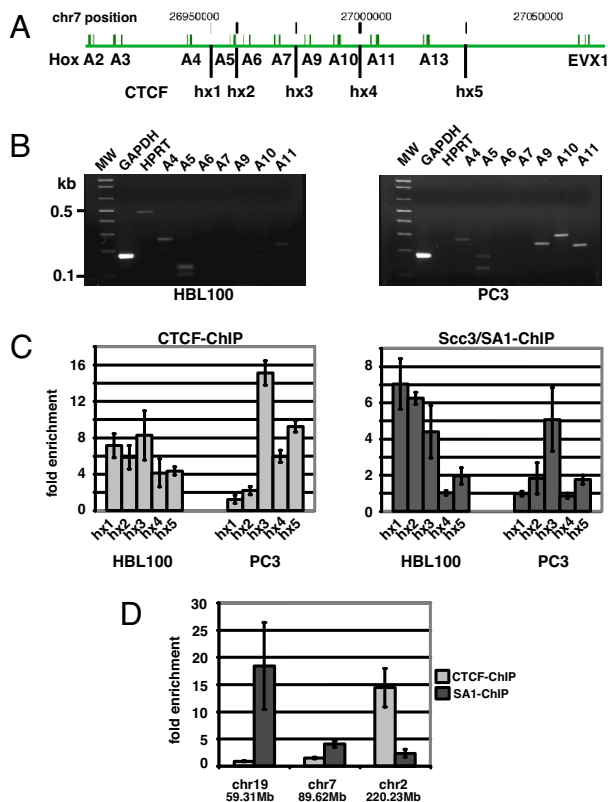 A
chr7 position 26950000 27000000 27050000
Hox A2 A3 A4 A5 A6 A7 A9 A10 A11 A13 EVX1
CTCF hx1 hx2 hx3 hx4 hx5
B
MW GAPDH HPRT A4 A5 A6 A7 A9 A10 A11
MW GAPDH HPRT A4 A5 A6 A7 A9 A10 A11
kb
0.5
0.1
HBL100 PC3
C
CTCF-ChIP Scc3/SA1-ChIP
fold enrichment
16
12
8
4
8
6
4
2
0
hx1 hx2 hx3 hx4 hx5 hx1 hx2 hx3 hx4 hx5
hx1 hx2 hx3 hx4 hx5 hx1 hx2 hx3 hx4 hx5
HBL100 PC3 HBL100 PC3
D
fold enrichment
30
25
20
15
10
5
0
CTCF-ChIP
SA1-ChIP
chr19 chr7 chr2
59.31Mb 89.62Mb 220.23Mb